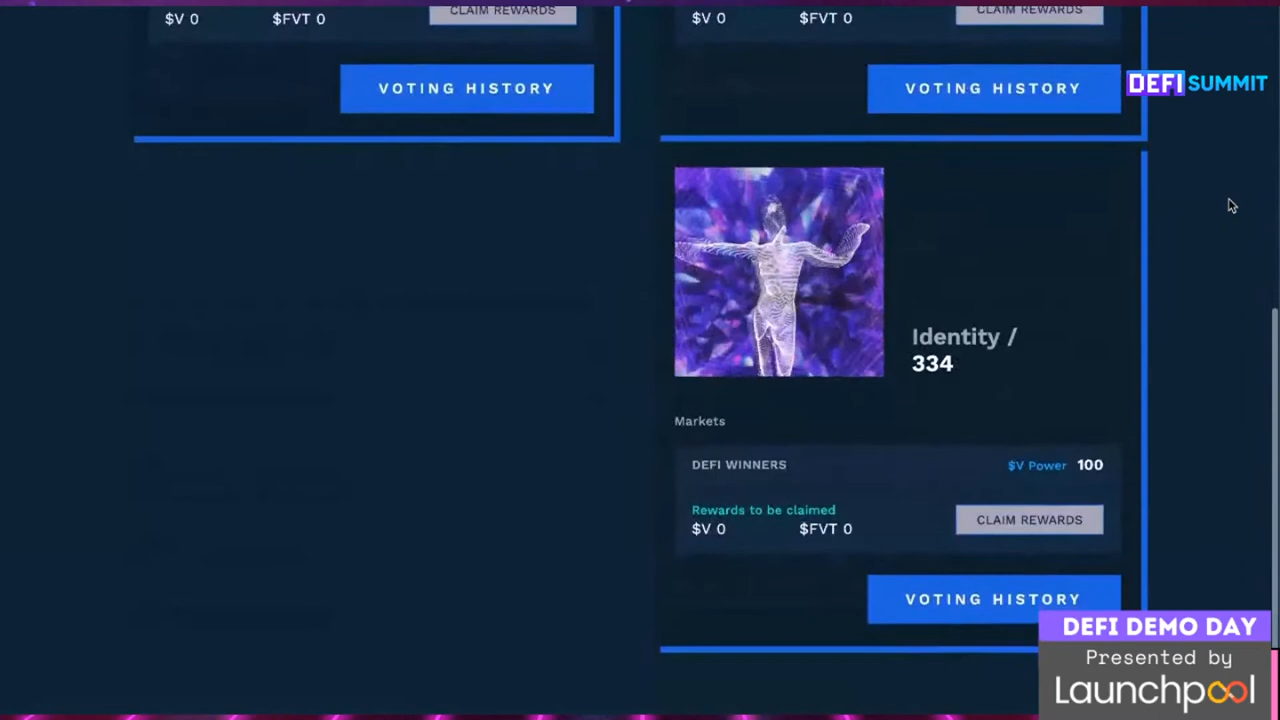 $V 0 $FVT 0 CLAIM REWARDS
VOTING HISTORY
$V 0 $FVT 0 CLAIM REWARDS
VOTING HISTORY
DEFI SUMMIT
Identity /
334
Markets
DEFI WINNERS $V Power 100
Rewards to be claimed
$V 0 $FVT 0 CLAIM REWARDS
VOTING HISTORY
DEFI DEMO DAY
Presented by
Launchpool